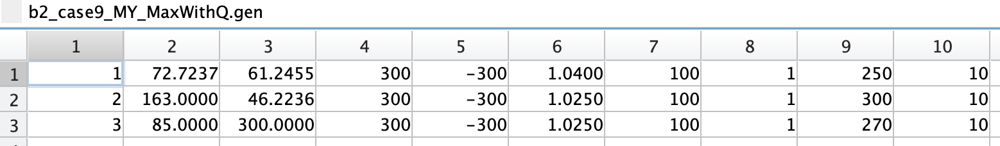 b2_case9_MY_MaxWithQ.gen
1 2 3 4 5 6 7 8 9 10
1 1 72.7237 61.2455 300 -300 1.0400 100 1 250 10
2 2 163.0000 46.2236 300 -300 1.0250 100 1 300 10
3 3 85.0000 300.0000 300 -300 1.0250 100 1 270 10